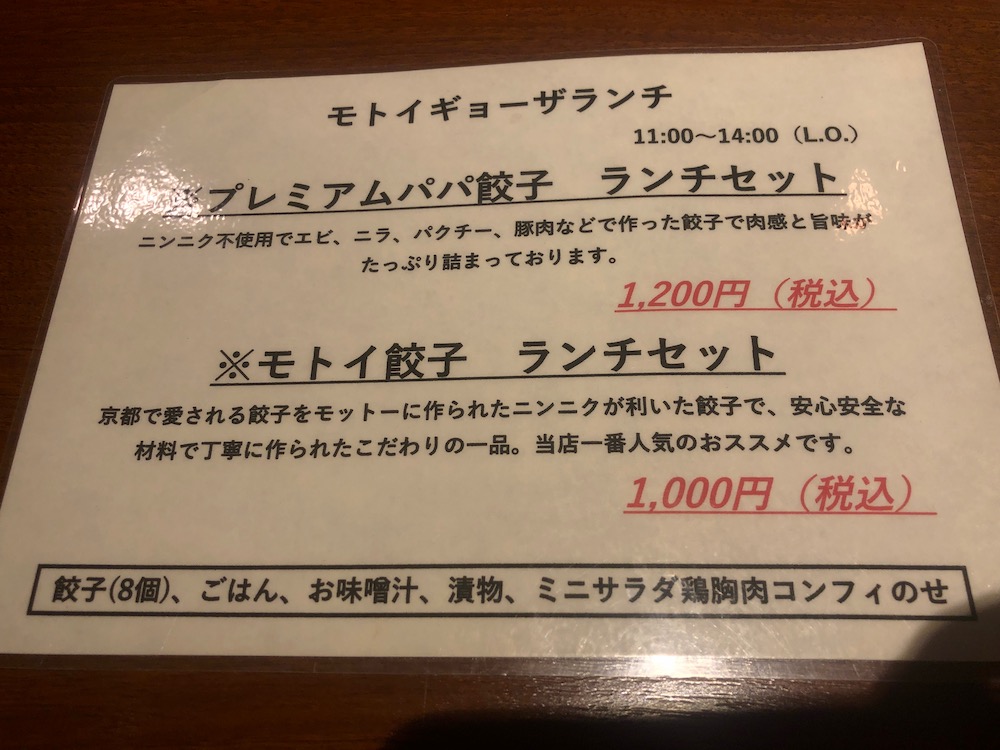 モトイギョーザランチ
11:00～14:00（L.O.）
※プレミアムパパ餃子　ランチセット
ニンニク不使用でエビ、ニラ、パクチー、豚肉などで作った餃子で肉感と旨味が
たっぷり詰まっております。
1,200円（税込）
※モトイ餃子　ランチセット
京都で愛される餃子をモットーに作られたニンニクが利いた餃子で、安心安全な
材料で丁寧に作られたこだわりの一品。当店一番人気のおススメです。
1,000円（税込）
餃子(8個)、ごはん、お味噌汁、漬物、ミニサラダ鶏胸肉コンフィのせ